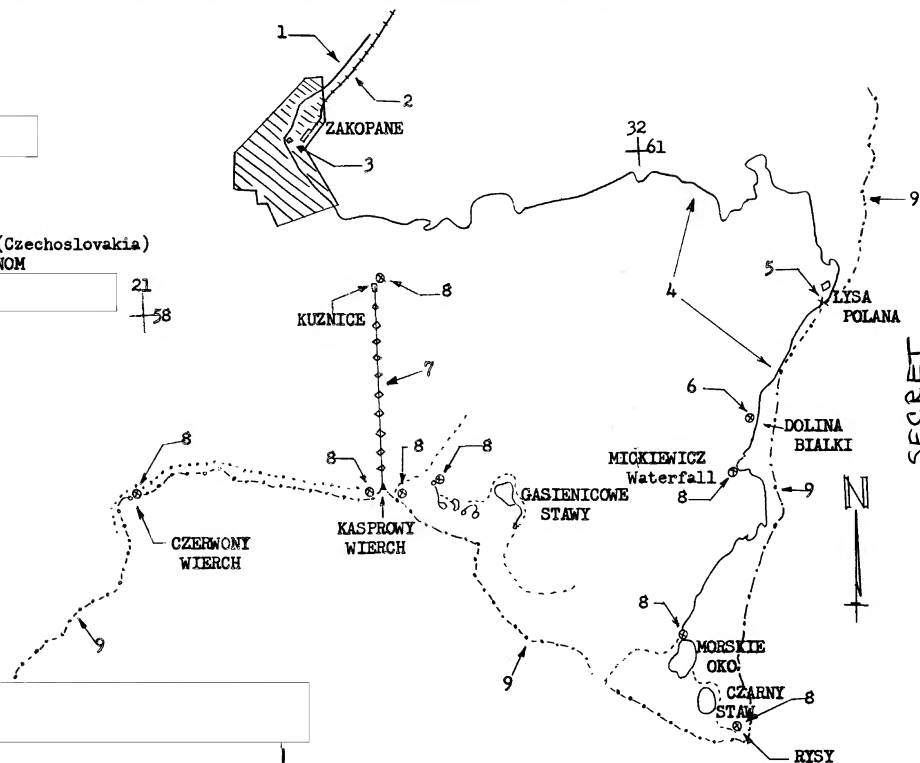 1
2
ZAKOPANE
3
32
61
9
(Czechoslovakia)
NOM
21
58
8
KUZNICE
4
5
LYSA
POLANA
7
6
DOLINA
BIALKI
SECRET
8
8
8
8
MICKIEWICZ
Waterfall
8
9
N
CZERWONY
WIERCH
KASPROWY
WIERCH
GASIENICOWE
STAWY
9
8
9
MORSKIE
OKO
CZARNY
STAW
8
RYSY